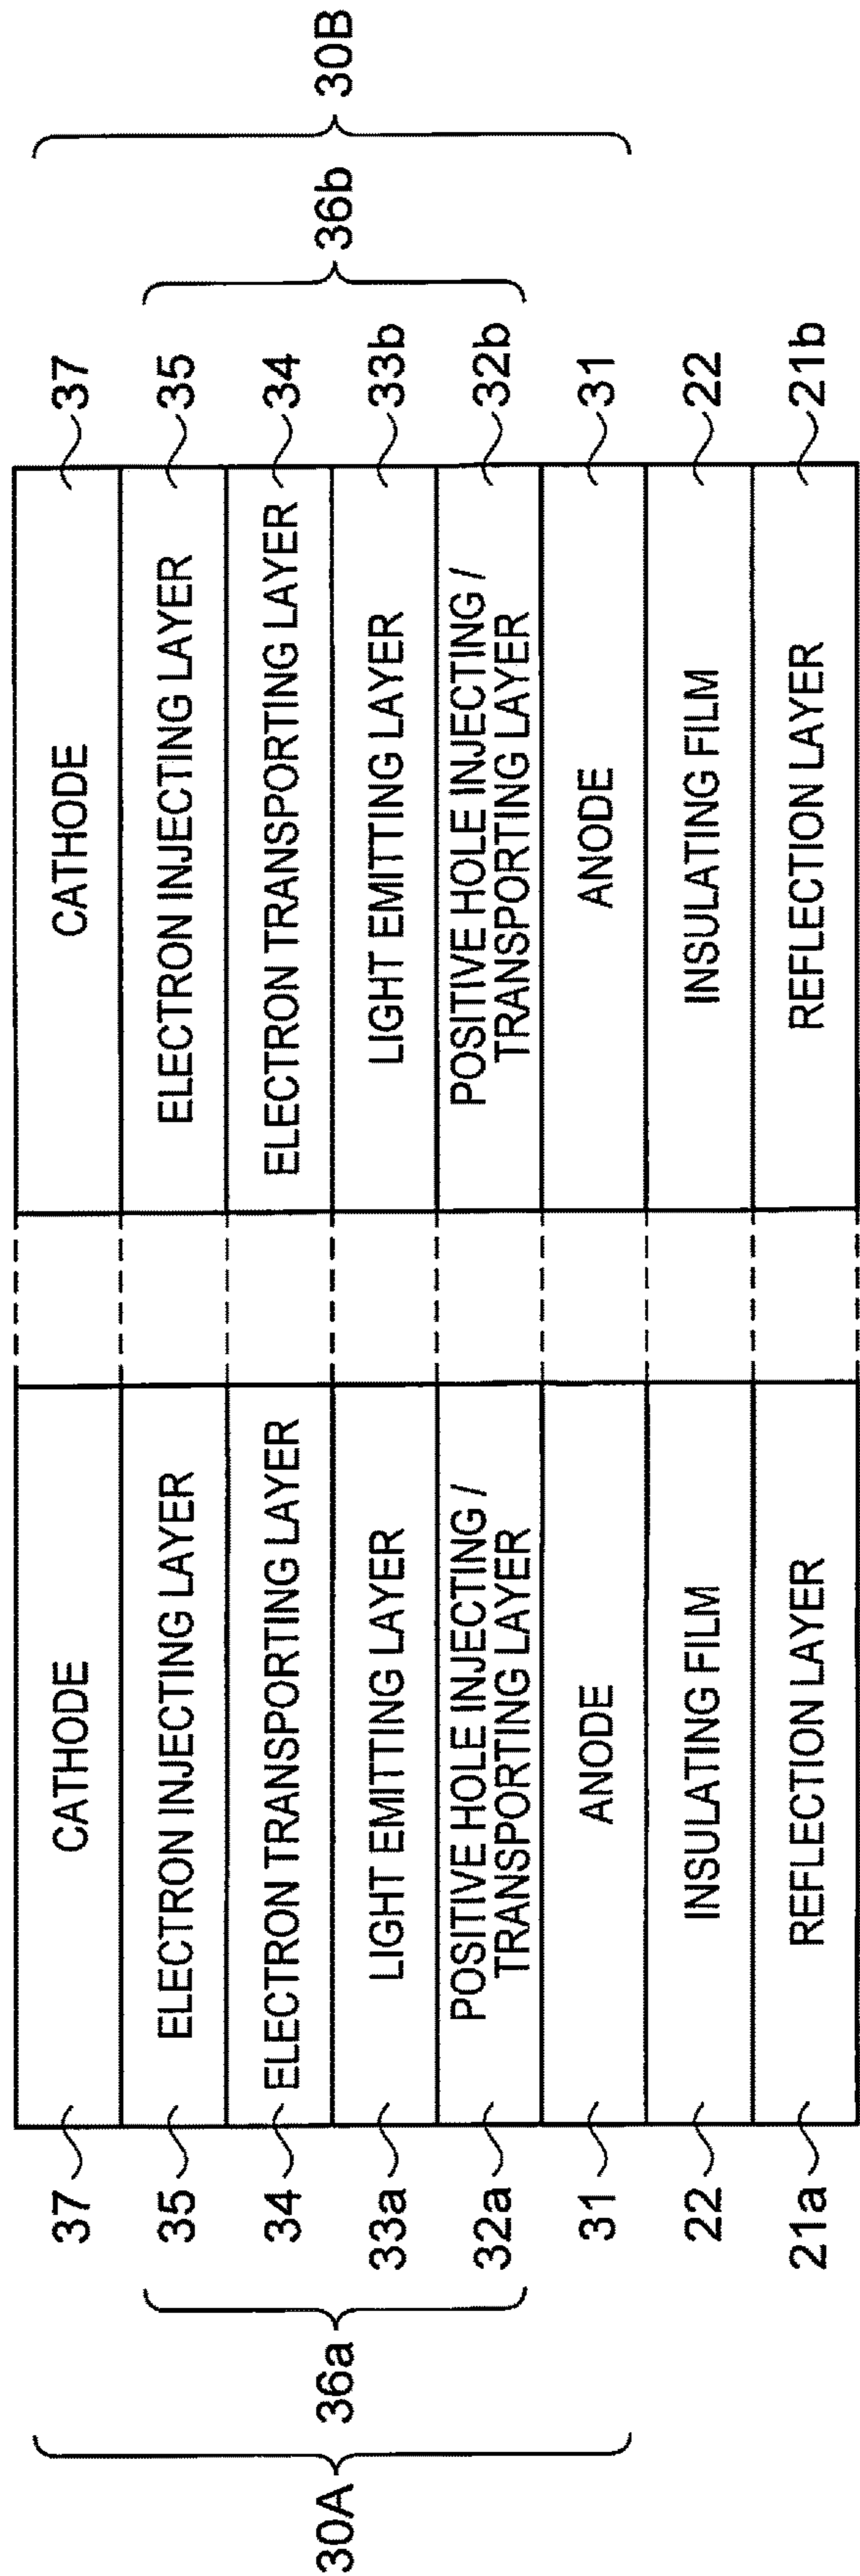 30A
36a
37
35
34
33a
32a
31
22
21a
CATHODE
ELECTRON INJECTING LAYER
ELECTRON TRANSPORTING LAYER
LIGHT EMITTING LAYER
POSITIVE HOLE INJECTING /
TRANSPORTING LAYER
ANODE
INSULATING FILM
REFLECTION LAYER
CATHODE
ELECTRON INJECTING LAYER
ELECTRON TRANSPORTING LAYER
LIGHT EMITTING LAYER
POSITIVE HOLE INJECTING /
TRANSPORTING LAYER
ANODE
INSULATING FILM
REFLECTION LAYER
37
35
34
33b
32b
31
22
21b
36b
30B